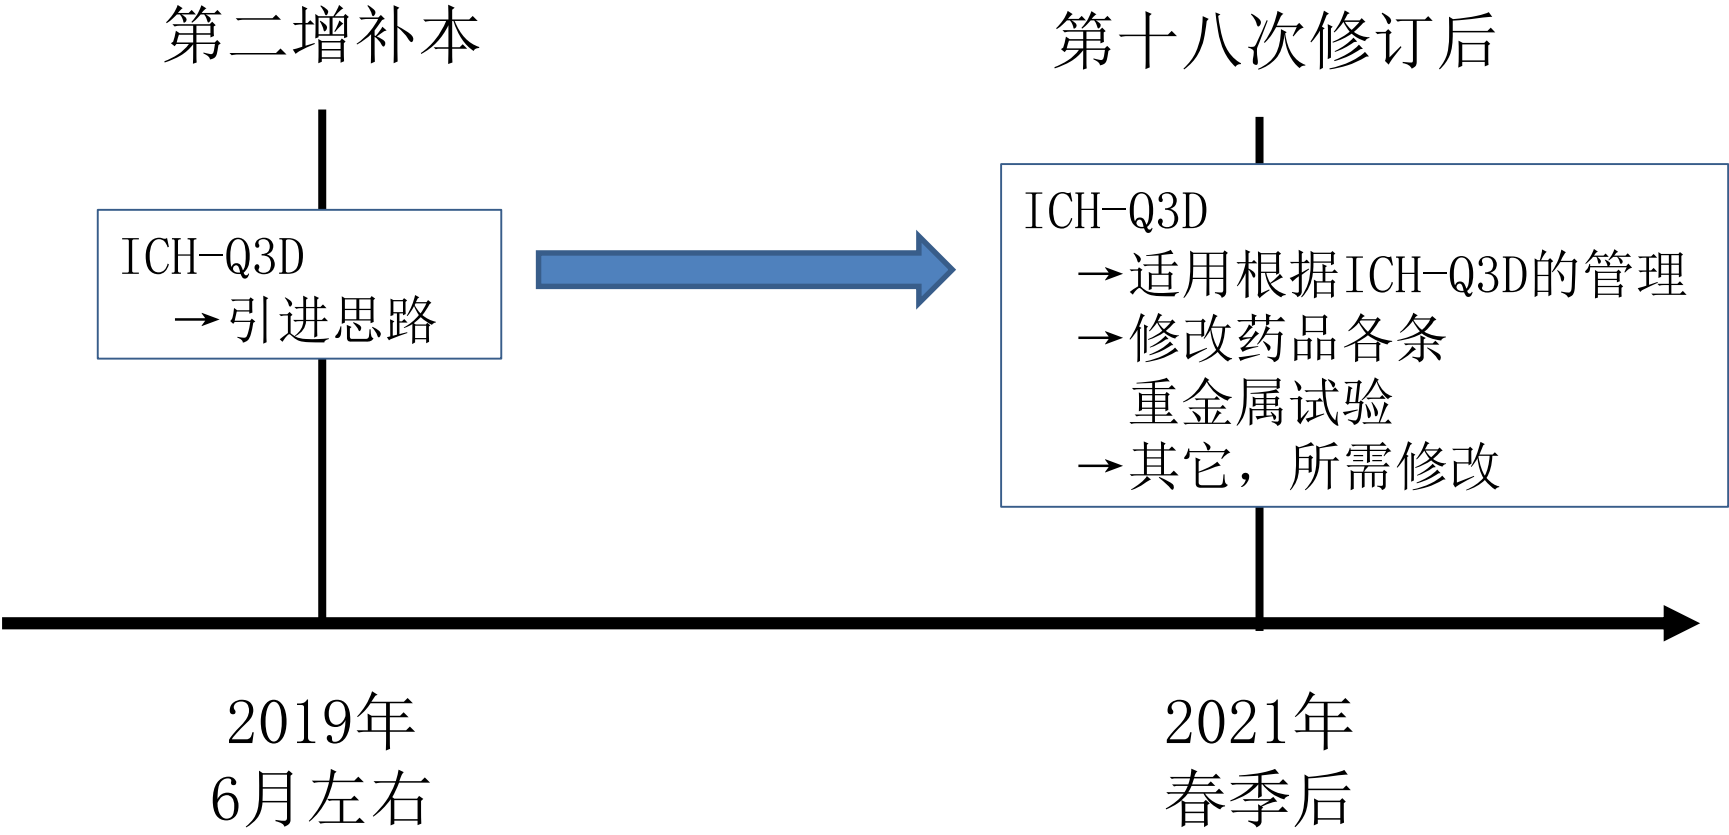 第二增补本
第十八次修订后
ICH-Q3D
→引进思路
ICH-Q3D
→适用根据ICH-Q3D的管理
→修改药品各条
重金属试验
→其它，所需修改
2019年
6月左右
2021年
春季后